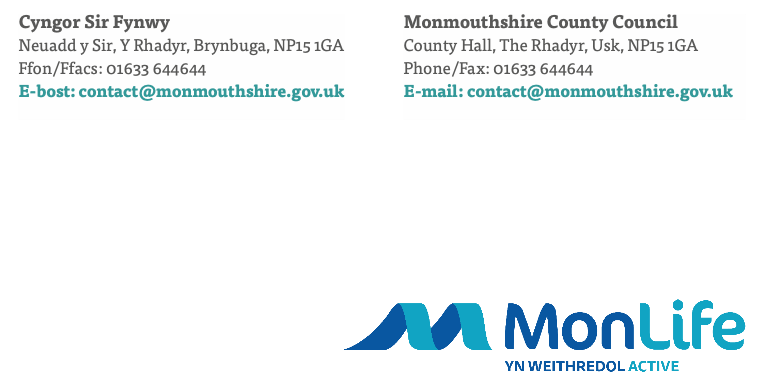 Cyngor Sir Fynwy
Neuadd y Sir, Y Rhadyr, Brynbuga, NP15 1GA
Ffon/Ffacs: 01633 644644
E-bost: contact@monmouthshire.gov.uk
Monmouthshire County Council
County Hall, The Rhadyr, Usk, NP15 1GA
Phone/Fax: 01633 644644
E-mail: contact@monmouthshire.gov.uk
MonLife
YN WEITHREDOL ACTIVE